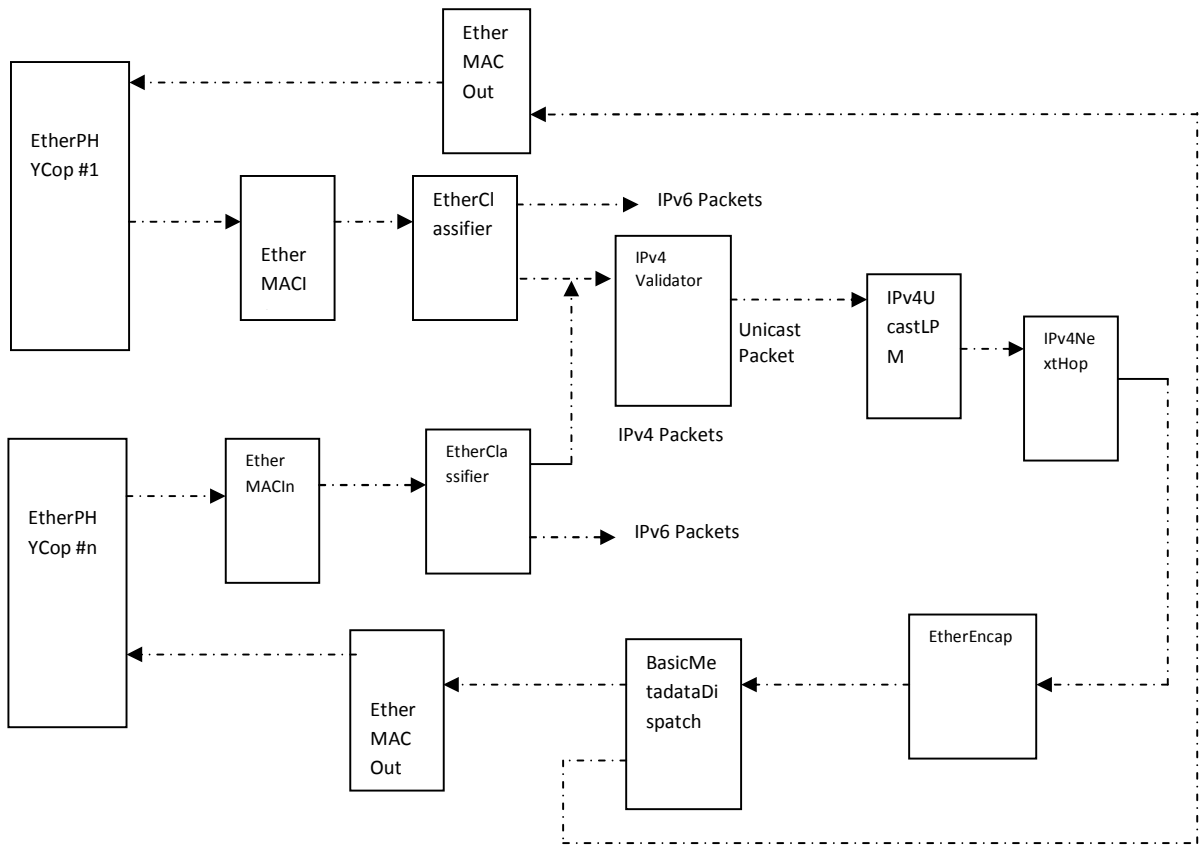 Ether
MAC
Out
EtherPH
YCop #1
EtherCl
assifier
IPv6 Packets
Ether
MACI
IPv4
Validator
IPv4U
castLPM
Unicast
Packet
IPv4Ne
xtHop
IPv4 Packets
EtherPH
YCop #n
Ether
MACIn
EtherCla
ssifier
IPv6 Packets
EtherEncap
BasicMe
tadataDi
spatch
Ether
MAC
Out